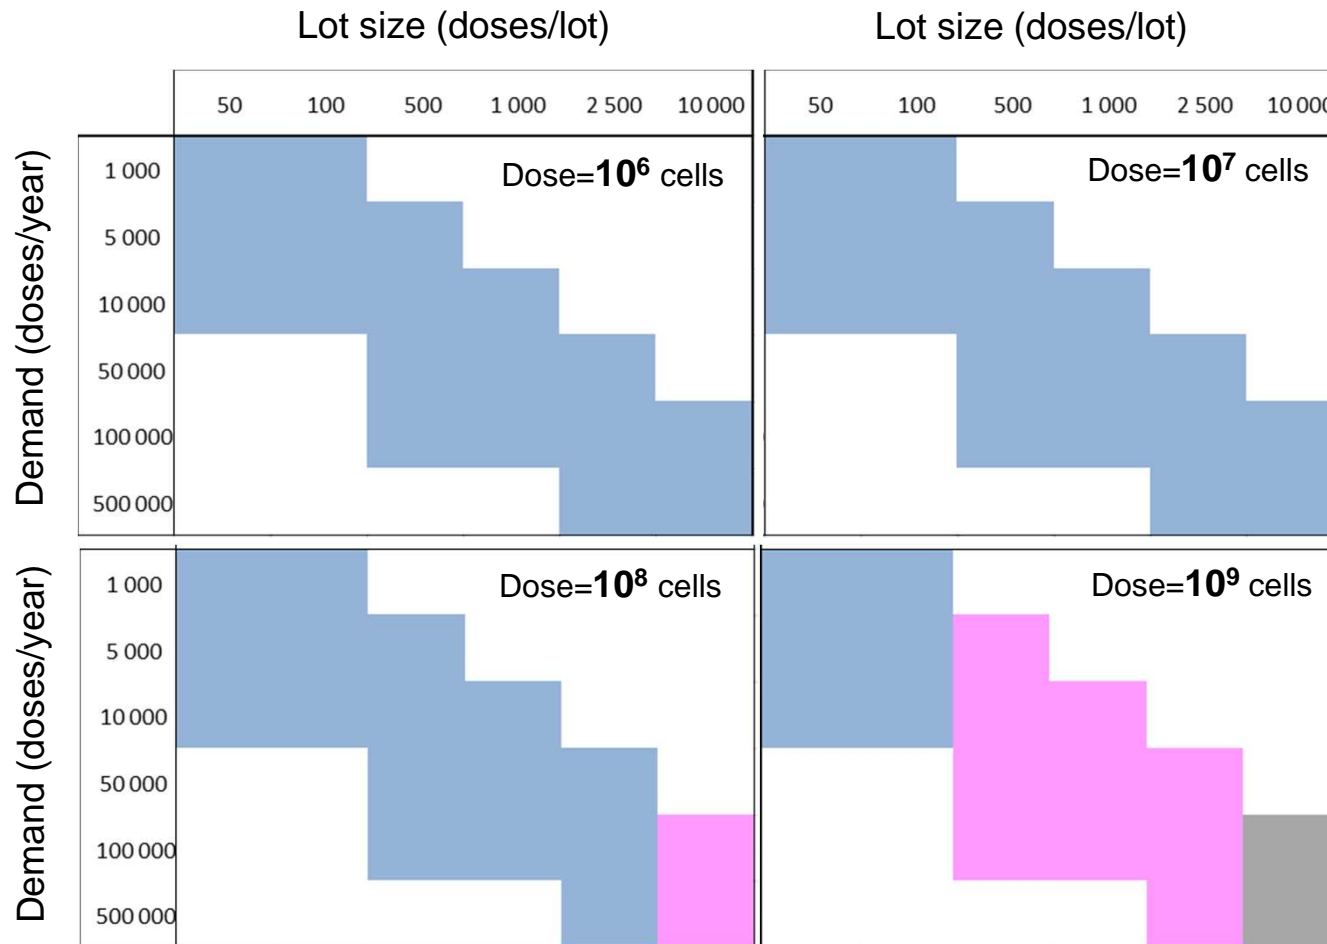 Lot size (doses/lot)
Lot size (doses/lot)
50 100 500 1 000 2 500 10 000
50 100 500 1 000 2 500 10 000
Demand (doses/year)
1 000
5 000
10 000
50 000
100 000
500 000
Dose=10⁶ cells
Dose=10⁷ cells
Demand (doses/year)
1 000
5 000
10 000
50 000
100 000
500 000
Dose=10⁸ cells
Dose=10⁹ cells